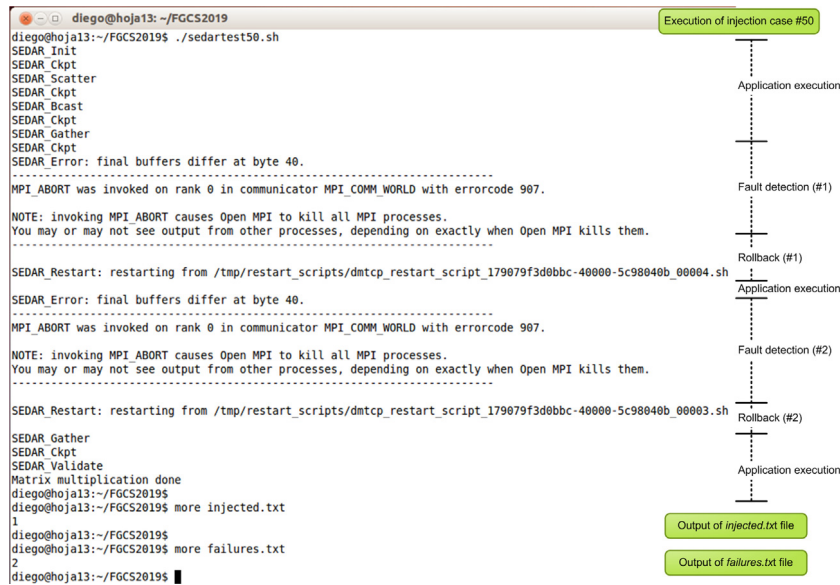 diego@hoja13: ~/FGCS2019
Execution of injection case #50
diego@hoja13:~/FGCS2019$ ./sedartest50.sh
SEDAR_Init
SEDAR_Ckpt
SEDAR_Scatter
SEDAR_Ckpt
Application execution
SEDAR_Bcast
SEDAR_Ckpt
SEDAR_Gather
SEDAR_Ckpt
SEDAR_Error: final buffers differ at byte 40.
--------------------------------------------------------------------------
MPI_ABORT was invoked on rank 0 in communicator MPI_COMM_WORLD with errorcode 907.
Fault detection (#1)
NOTE: invoking MPI_ABORT causes Open MPI to kill all MPI processes.
You may or may not see output from other processes, depending on exactly when Open MPI kills them.
--------------------------------------------------------------------------
Rollback (#1)
SEDAR_Restart: restarting from /tmp/restart_scripts/dmtcp_restart_script_179079f3d0bbc-40000-5c98040b_00004.sh
Application execution
SEDAR_Error: final buffers differ at byte 40.
--------------------------------------------------------------------------
MPI_ABORT was invoked on rank 0 in communicator MPI_COMM_WORLD with errorcode 907.
Fault detection (#2)
NOTE: invoking MPI_ABORT causes Open MPI to kill all MPI processes.
You may or may not see output from other processes, depending on exactly when Open MPI kills them.
--------------------------------------------------------------------------
SEDAR_Restart: restarting from /tmp/restart_scripts/dmtcp_restart_script_179079f3d0bbc-40000-5c98040b_00003.sh
Rollback (#2)
SEDAR_Gather
SEDAR_Ckpt
SEDAR_Validate
Application execution
Matrix multiplication done
diego@hoja13:~/FGCS2019$
diego@hoja13:~/FGCS2019$ more injected.txt
1
Output of injected.txt file
diego@hoja13:~/FGCS2019$
diego@hoja13:~/FGCS2019$ more failures.txt
2
Output of failures.txt file
diego@hoja13:~/FGCS2019$